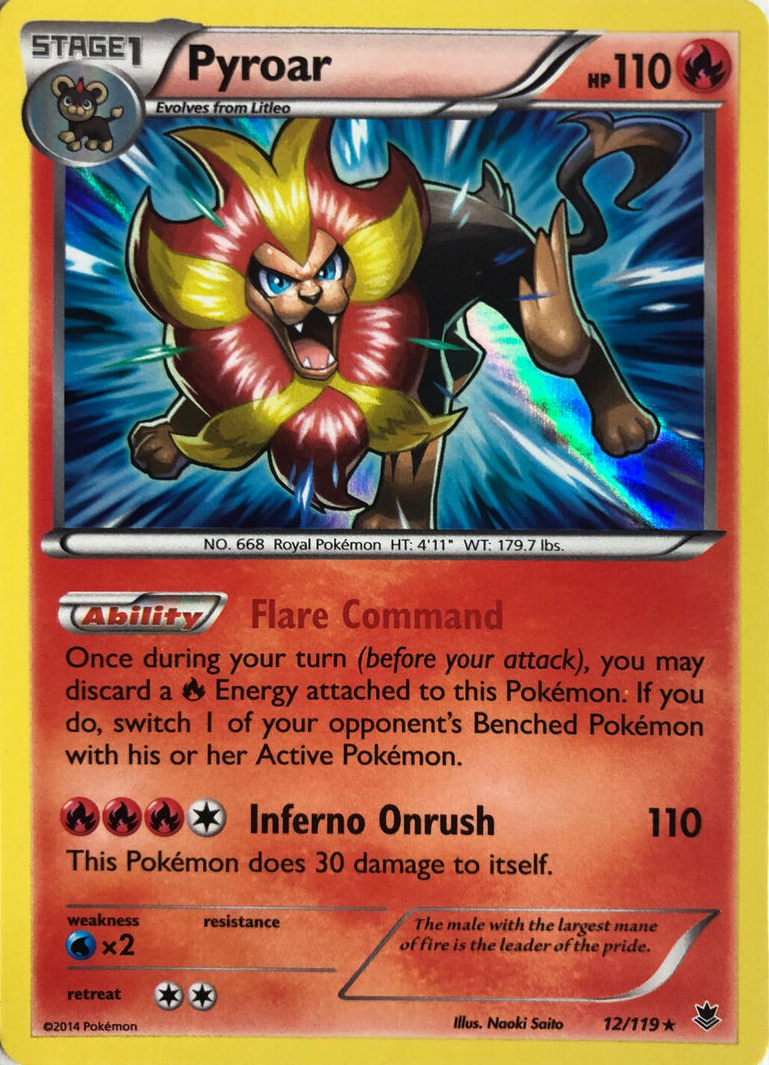 STAGE1
Pyroar
HP 110
Evolves from Litleo
NO. 668 Royal Pokémon HT: 4'11" WT: 179.7 lbs.
Ability Flare Command
Once during your turn (before your attack), you may
discard a Energy attached to this Pokémon. If you
do, switch 1 of your opponent's Benched Pokémon
with his or her Active Pokémon.
Inferno Onrush 110
This Pokémon does 30 damage to itself.
weakness resistance
×2
The male with the largest mane
of fire is the leader of the pride.
retreat
©2014 Pokémon
Illus. Naoki Saito 12/119 ★